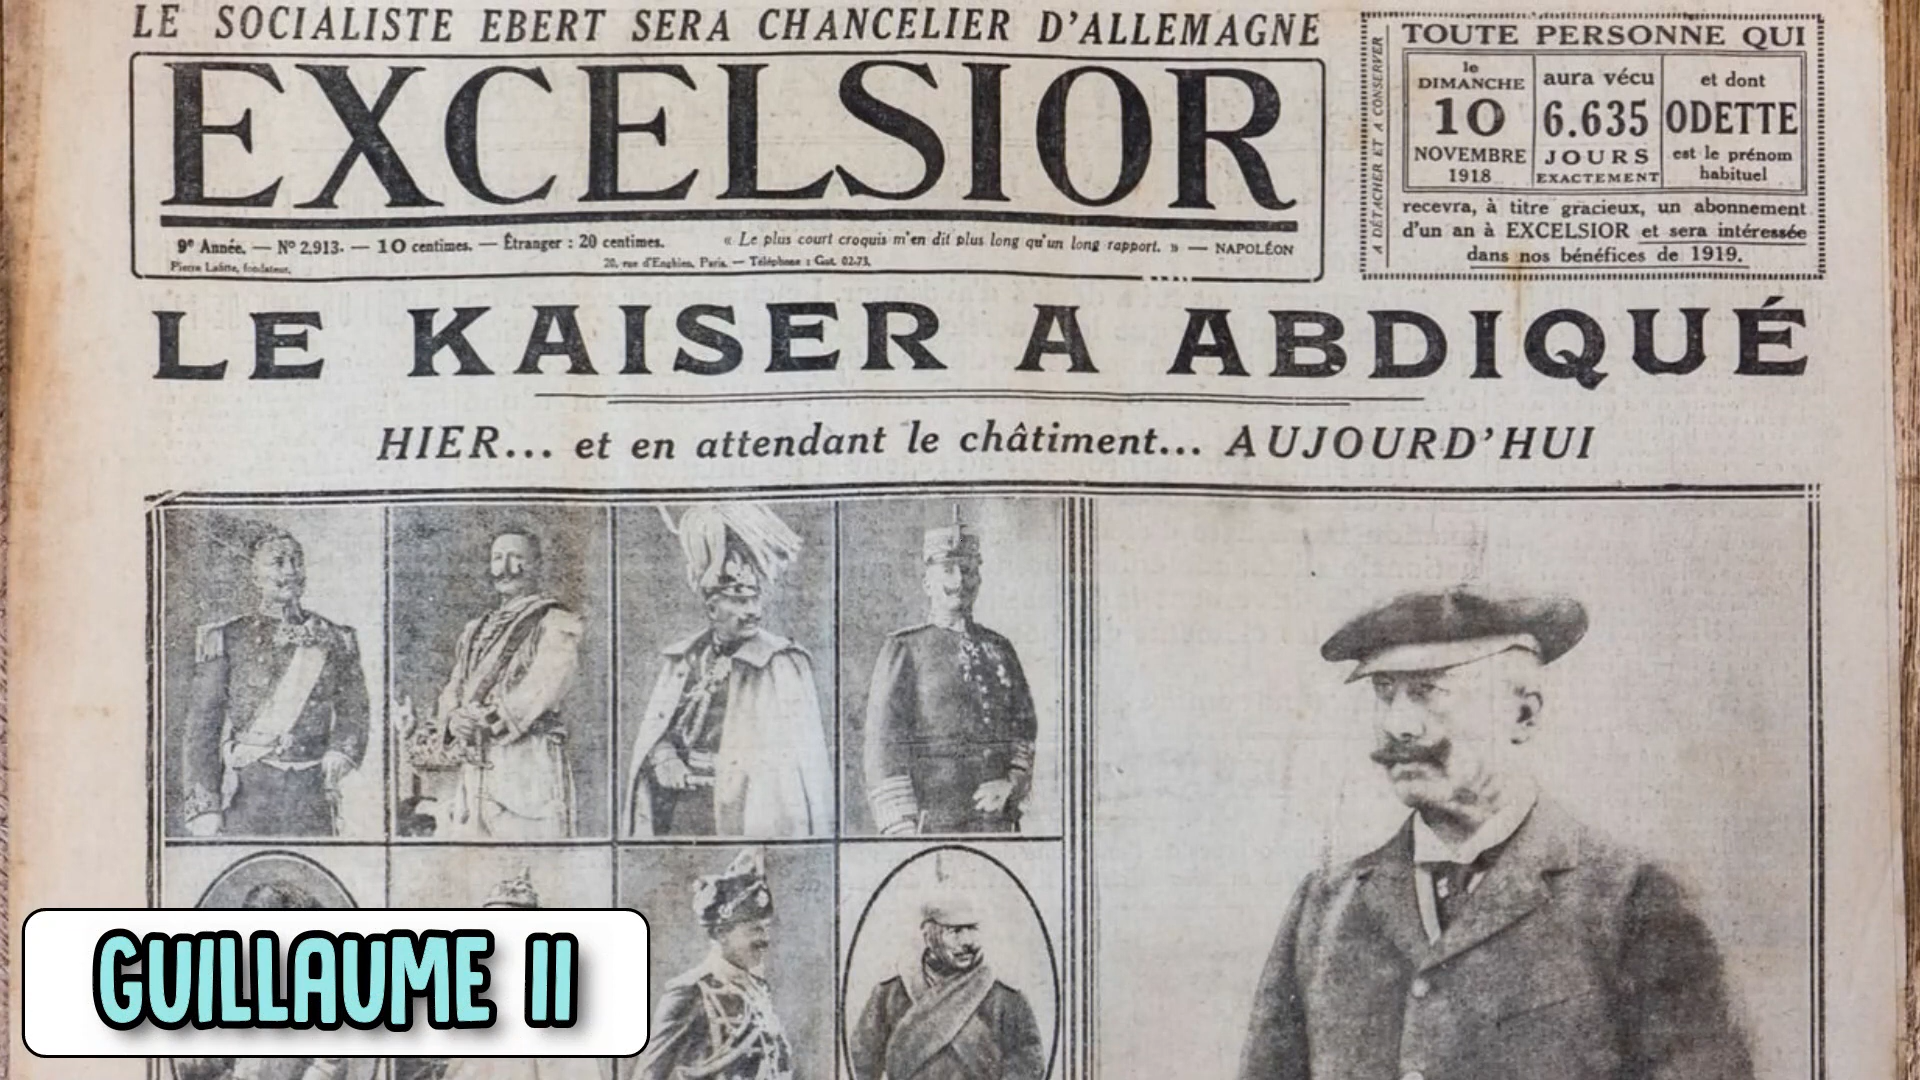 LE SOCIALISTE EBERT SERA CHANCELIER D'ALLEMAGNE
EXCELSIOR
9e Année. — No 2.913. — 10 centimes. — Étranger : 20 centimes.
« Le plus court croquis m'en dit plus long qu'un long rapport. » — NAPOLÉON
Pierre Lafitte, fondateur.
20, rue d'Enghien, Paris. — Téléphone : Gut. 02-73.
A DÉTACHER ET A CONSERVER
TOUTE PERSONNE QUI
le
DIMANCHE
10
NOVEMBRE
1918
aura vécu
6.635
JOURS
EXACTEMENT
et dont
ODETTE
est le prénom
habituel
recevra, à titre gracieux, un abonnement
d'un an à EXCELSIOR et sera intéressée
dans nos bénéfices de 1919.
LE KAISER A ABDIQUÉ
HIER... et en attendant le châtiment... AUJOURD'HUI
GUILLAUME II